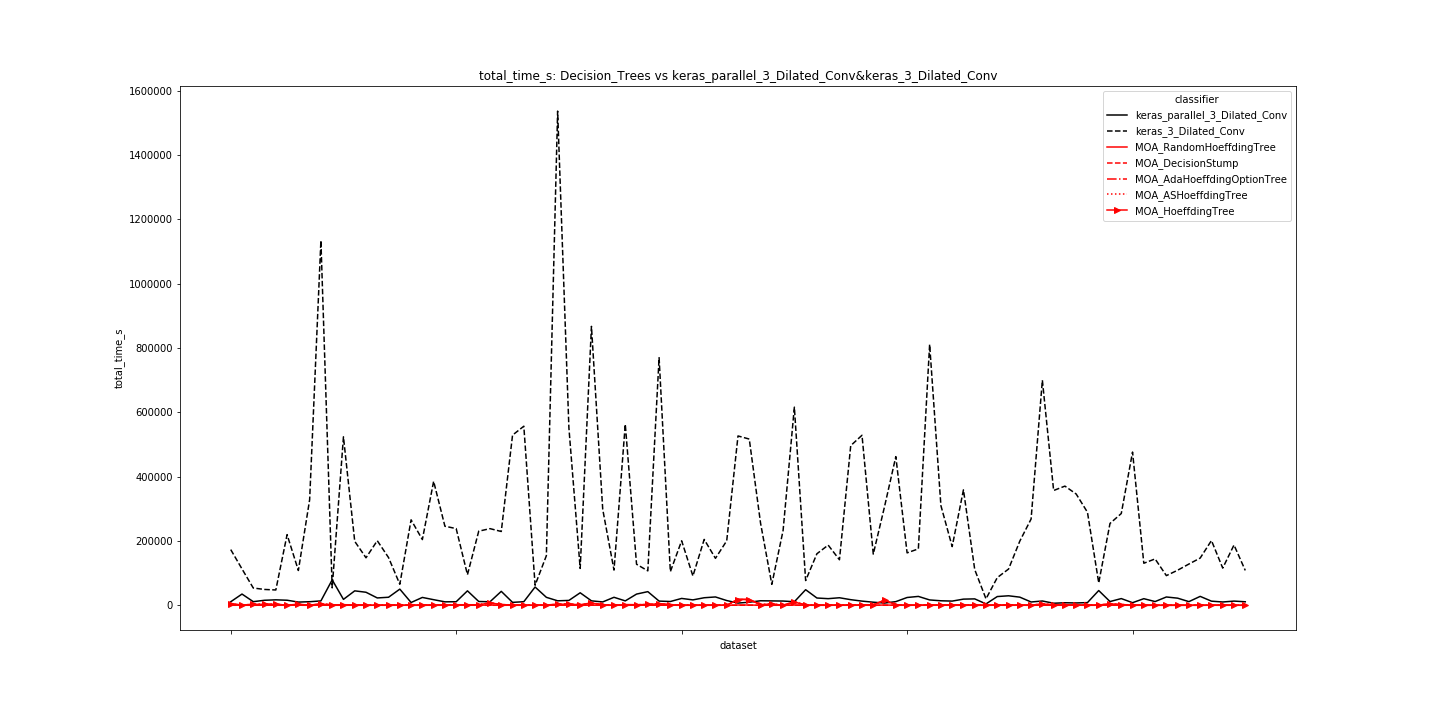 total_time_s: Decision_Trees vs keras_parallel_3_Dilated_Conv&keras_3_Dilated_Conv
1600000
1400000
1200000
1000000
800000
600000
400000
200000
0
total_time_s
dataset
classifier
keras_parallel_3_Dilated_Conv
keras_3_Dilated_Conv
MOA_RandomHoeffdingTree
MOA_DecisionStump
MOA_AdaHoeffdingOptionTree
MOA_ASHoeffdingTree
MOA_HoeffdingTree